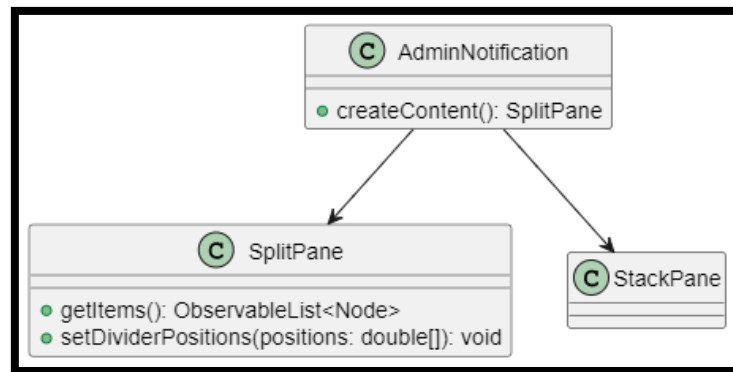 C AdminNotification
createContent(): SplitPane
C SplitPane
getItems(): ObservableList<Node>
setDividerPositions(positions: double[]): void
C StackPane